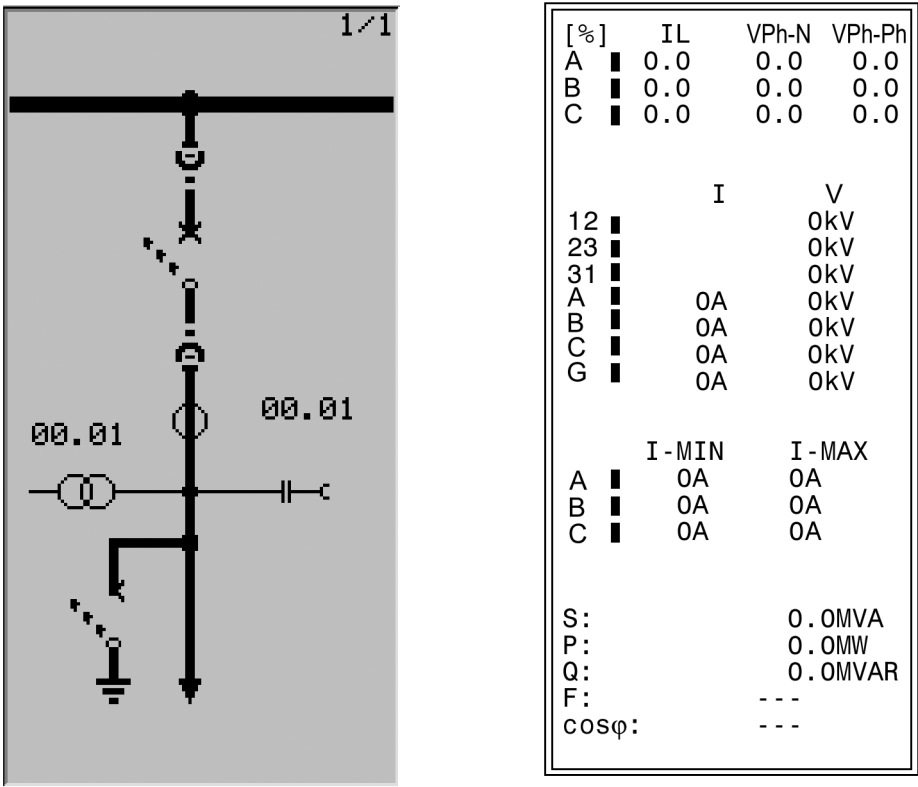 1/1
00.01
00.01
[%] IL VPh-N VPh-Ph
A 0.0 0.0 0.0
B 0.0 0.0 0.0
C 0.0 0.0 0.0
I V
12 0kV
23 0kV
31 0kV
A 0A 0kV
B 0A 0kV
C 0A 0kV
G 0A 0kV
I-MIN I-MAX
A 0A 0A
B 0A 0A
C 0A 0A
S: 0.0MVA
P: 0.0MW
Q: 0.0MVAR
F: ---
cosφ: ---